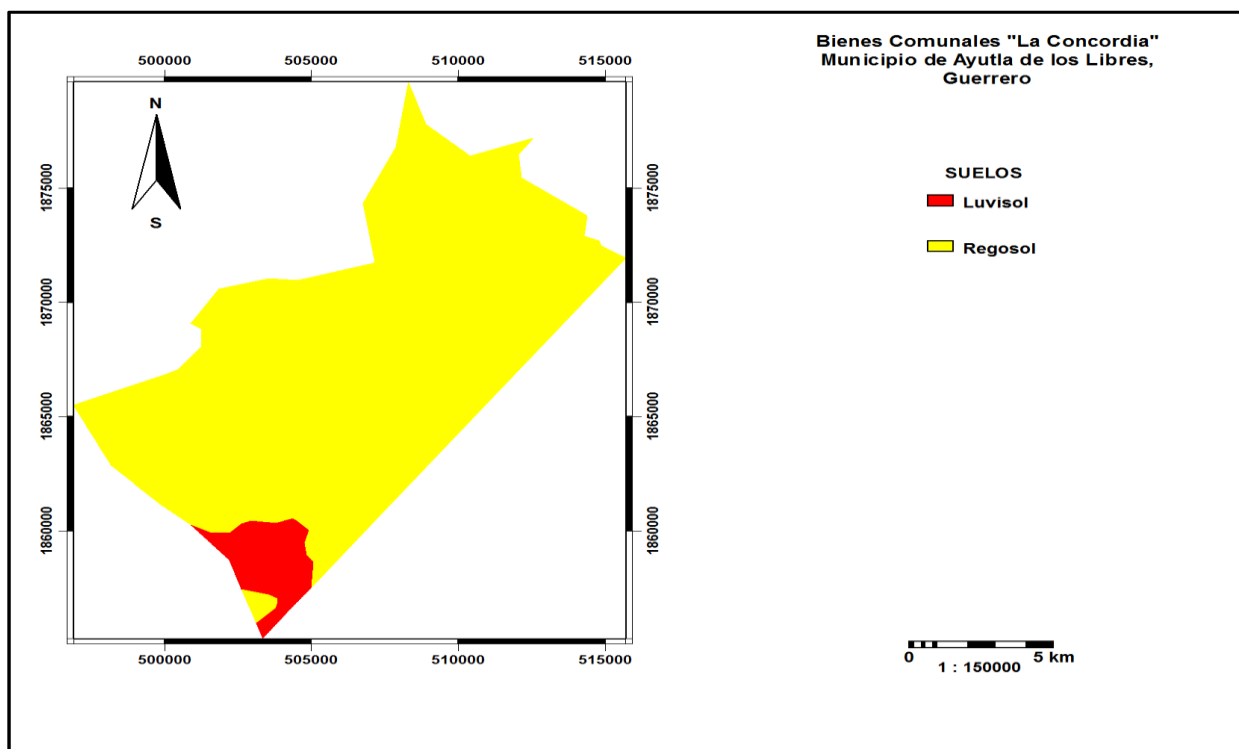 Bienes Comunales "La Concordia"
Municipio de Ayutla de los Libres,
Guerrero
500000 505000 510000 515000
N
S
1875000 1875000
1870000 1870000
1865000 1865000
1860000 1860000
500000 505000 510000 515000
SUELOS
Luvisol
Regosol
0 5 km
1 : 150000